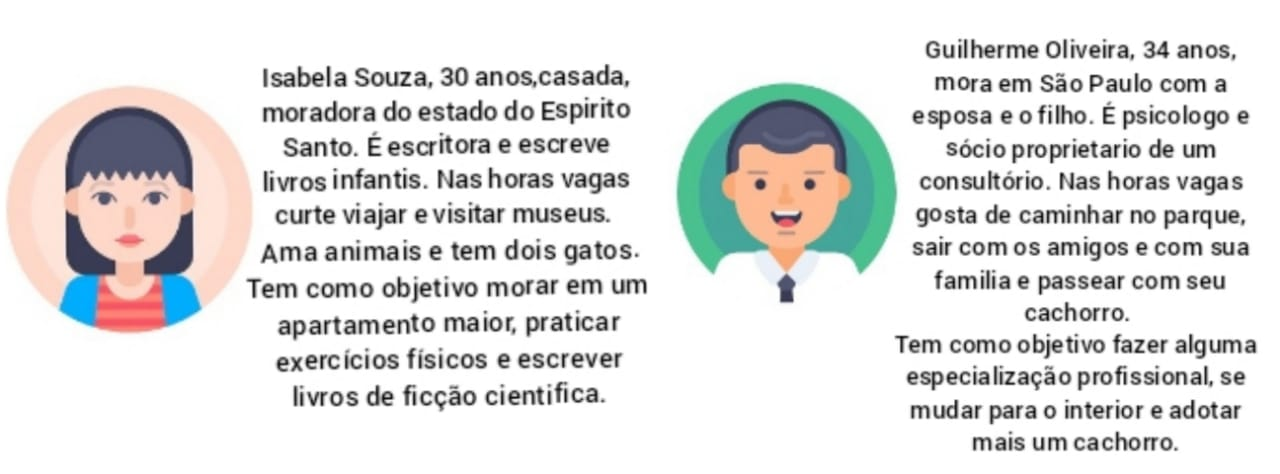 Isabela Souza, 30 anos,casada,
moradora do estado do Espirito
Santo. É escritora e escreve
livros infantis. Nas horas vagas
curte viajar e visitar museus.
Ama animais e tem dois gatos.
Tem como objetivo morar em um
apartamento maior, praticar
exercícios físicos e escrever
livros de ficção cientifica.
Guilherme Oliveira, 34 anos,
mora em São Paulo com a
esposa e o filho. É psicologo e
sócio proprietario de um
consultório. Nas horas vagas
gosta de caminhar no parque,
sair com os amigos e com sua
familia e passear com seu
cachorro.
Tem como objetivo fazer alguma
especialização profissional, se
mudar para o interior e adotar
mais um cachorro.